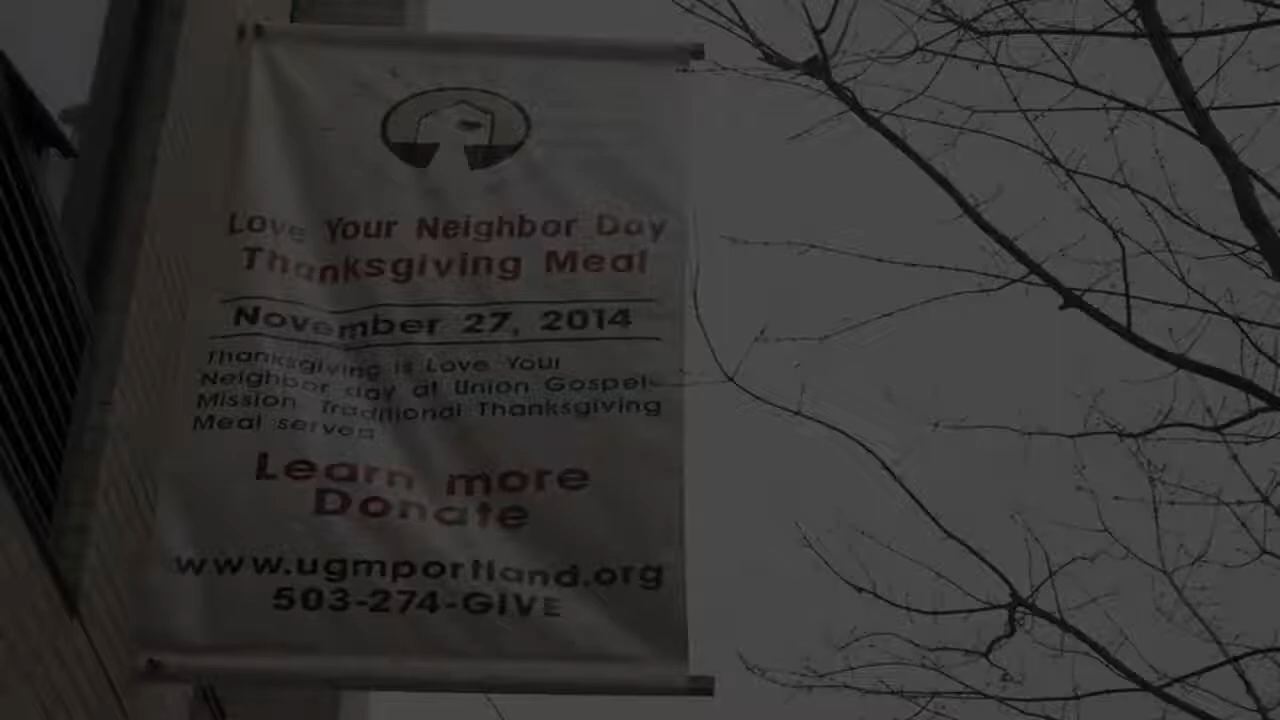 Love Your Neighbor Day
Thanksgiving Meal
November 27, 2014
Thanksgiving is Love Your
Neighbor day at Union Gospel
Mission. Traditional Thanksgiving
Meal served.
Learn more
Donate
www.ugmportland.org
503-274-GIVE